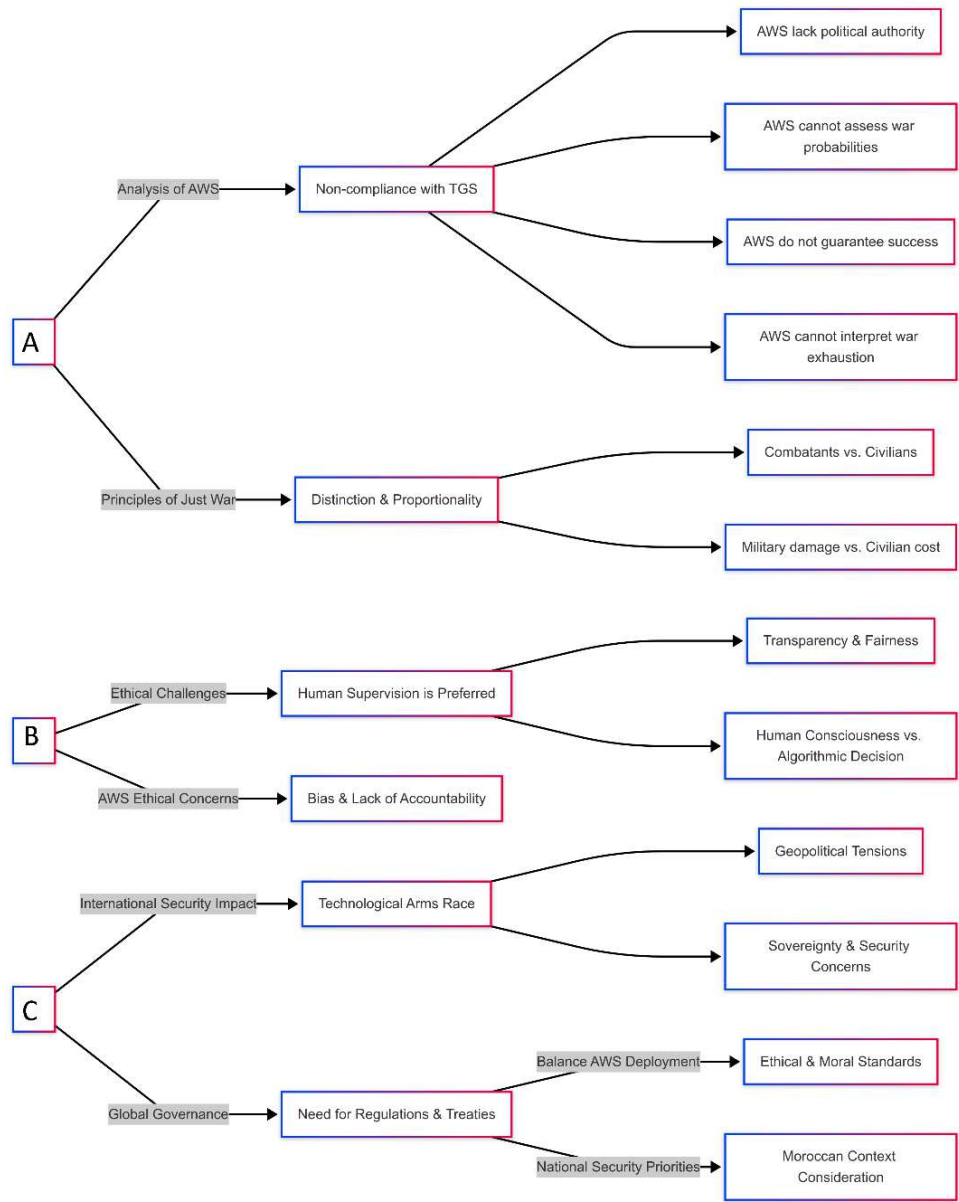 AWS lack political authority
AWS cannot assess war
probabilities
Analysis of AWS
Non-compliance with TGS
AWS do not guarantee success
A
AWS cannot interpret war
exhaustion
Combatants vs. Civilians
Principles of Just War
Distinction & Proportionality
Military damage vs. Civilian cost
Transparency & Fairness
Ethical Challenges
Human Supervision is Preferred
B
Human Consciousness vs.
Algorithmic Decision
AWS Ethical Concerns
Bias & Lack of Accountability
Geopolitical Tensions
International Security Impact
Technological Arms Race
Sovereignty & Security
Concerns
C
Balance AWS Deployment
Ethical & Moral Standards
Global Governance
Need for Regulations & Treaties
National Security Priorities
Moroccan Context
Consideration